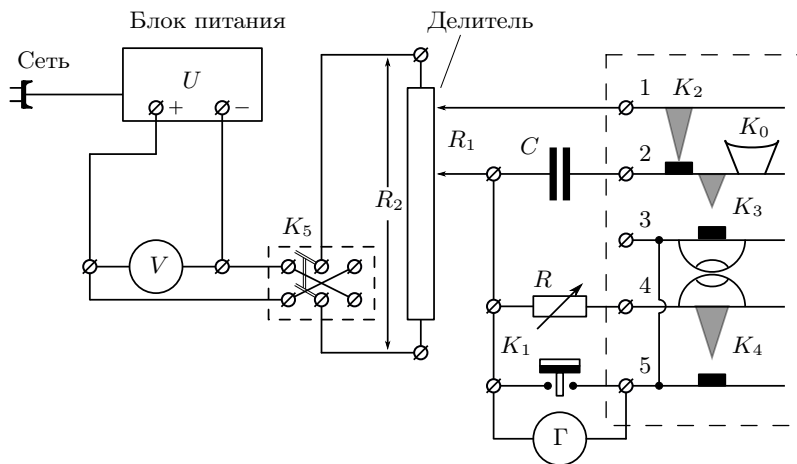 Блок питания
Делитель
Сеть
U
+
−
1
K₂
R₁
C
2
K₀
R₂
K₅
3
K₃
V
R
4
K₁
K₄
5
Г